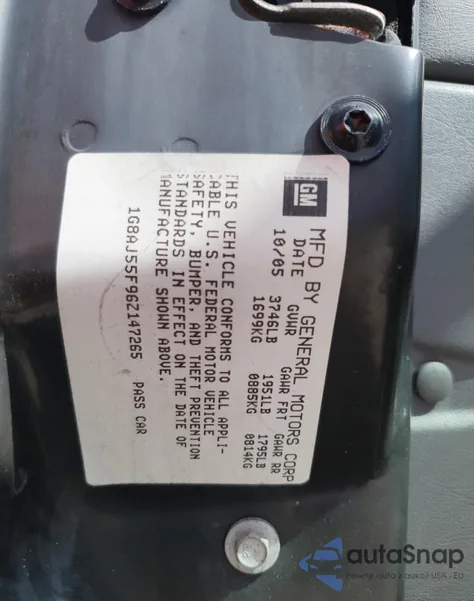 GM MFD BY GENERAL MOTORS CORP
DATE GVWR GAWR FRT GAWR RR
10/05 3746LB 1951LB 1795LB
1699KG 0885KG 0814KG
THIS VEHICLE CONFORMS TO ALL APPLI-
CABLE U.S. FEDERAL MOTOR VEHICLE
SAFETY, BUMPER, AND THEFT PREVENTION
STANDARDS IN EFFECT ON THE DATE OF
MANUFACTURE SHOWN ABOVE.
1G8AJ55F96Z147265 PASS CAR
autoSnap